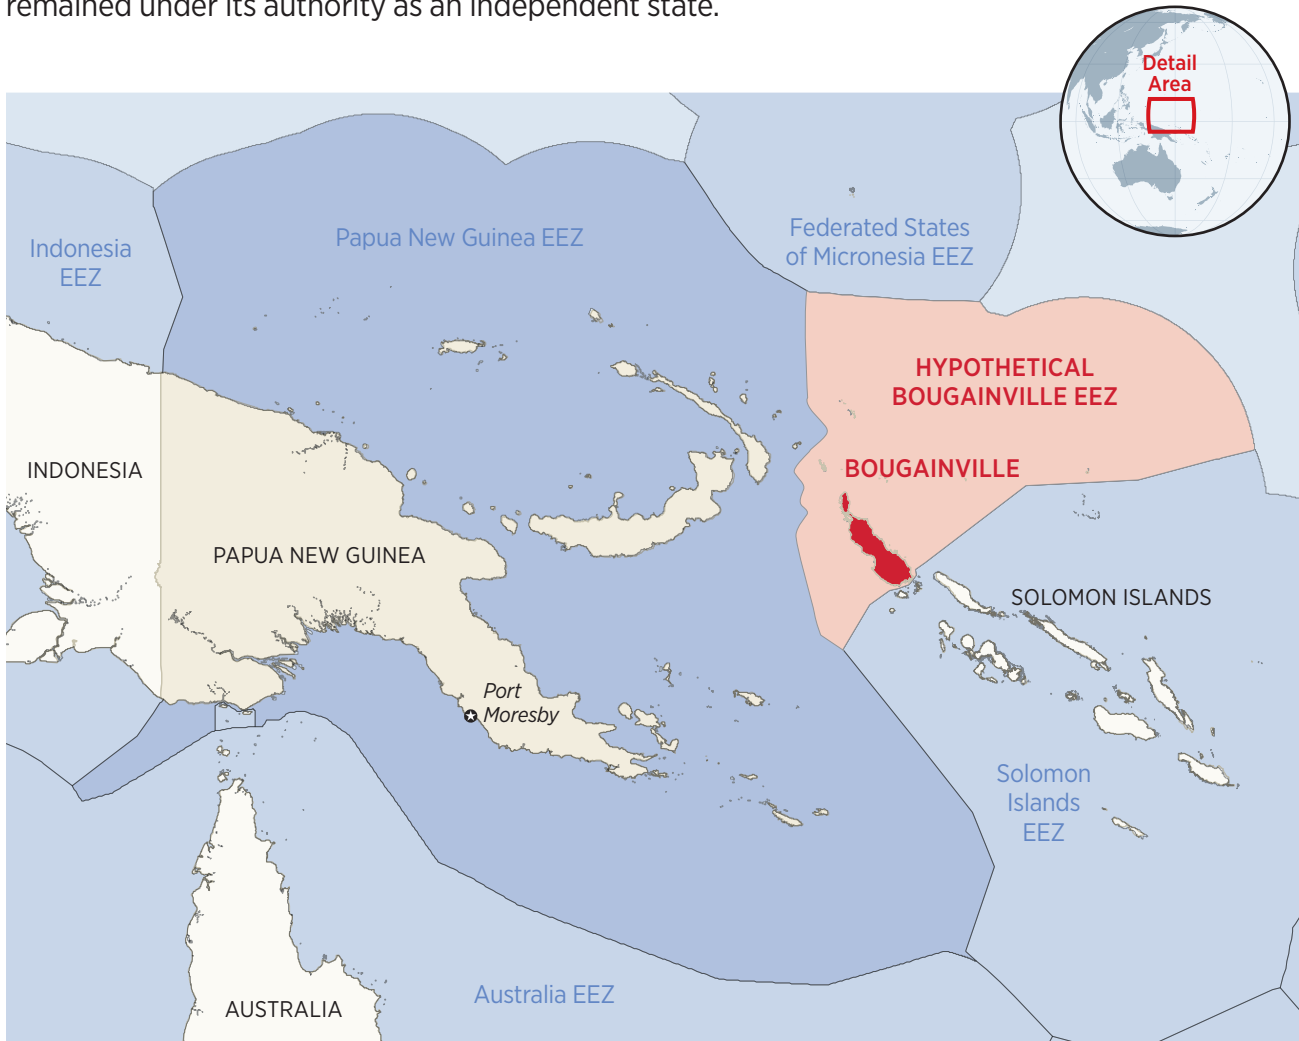 remained under its authority as an independent state.
Detail
Area
Indonesia
EEZ
Papua New Guinea EEZ
Federated States
of Micronesia EEZ
HYPOTHETICAL
BOUGAINVILLE EEZ
INDONESIA
BOUGAINVILLE
PAPUA NEW GUINEA
SOLOMON ISLANDS
Port
Moresby
Solomon
Islands
EEZ
Australia EEZ
AUSTRALIA